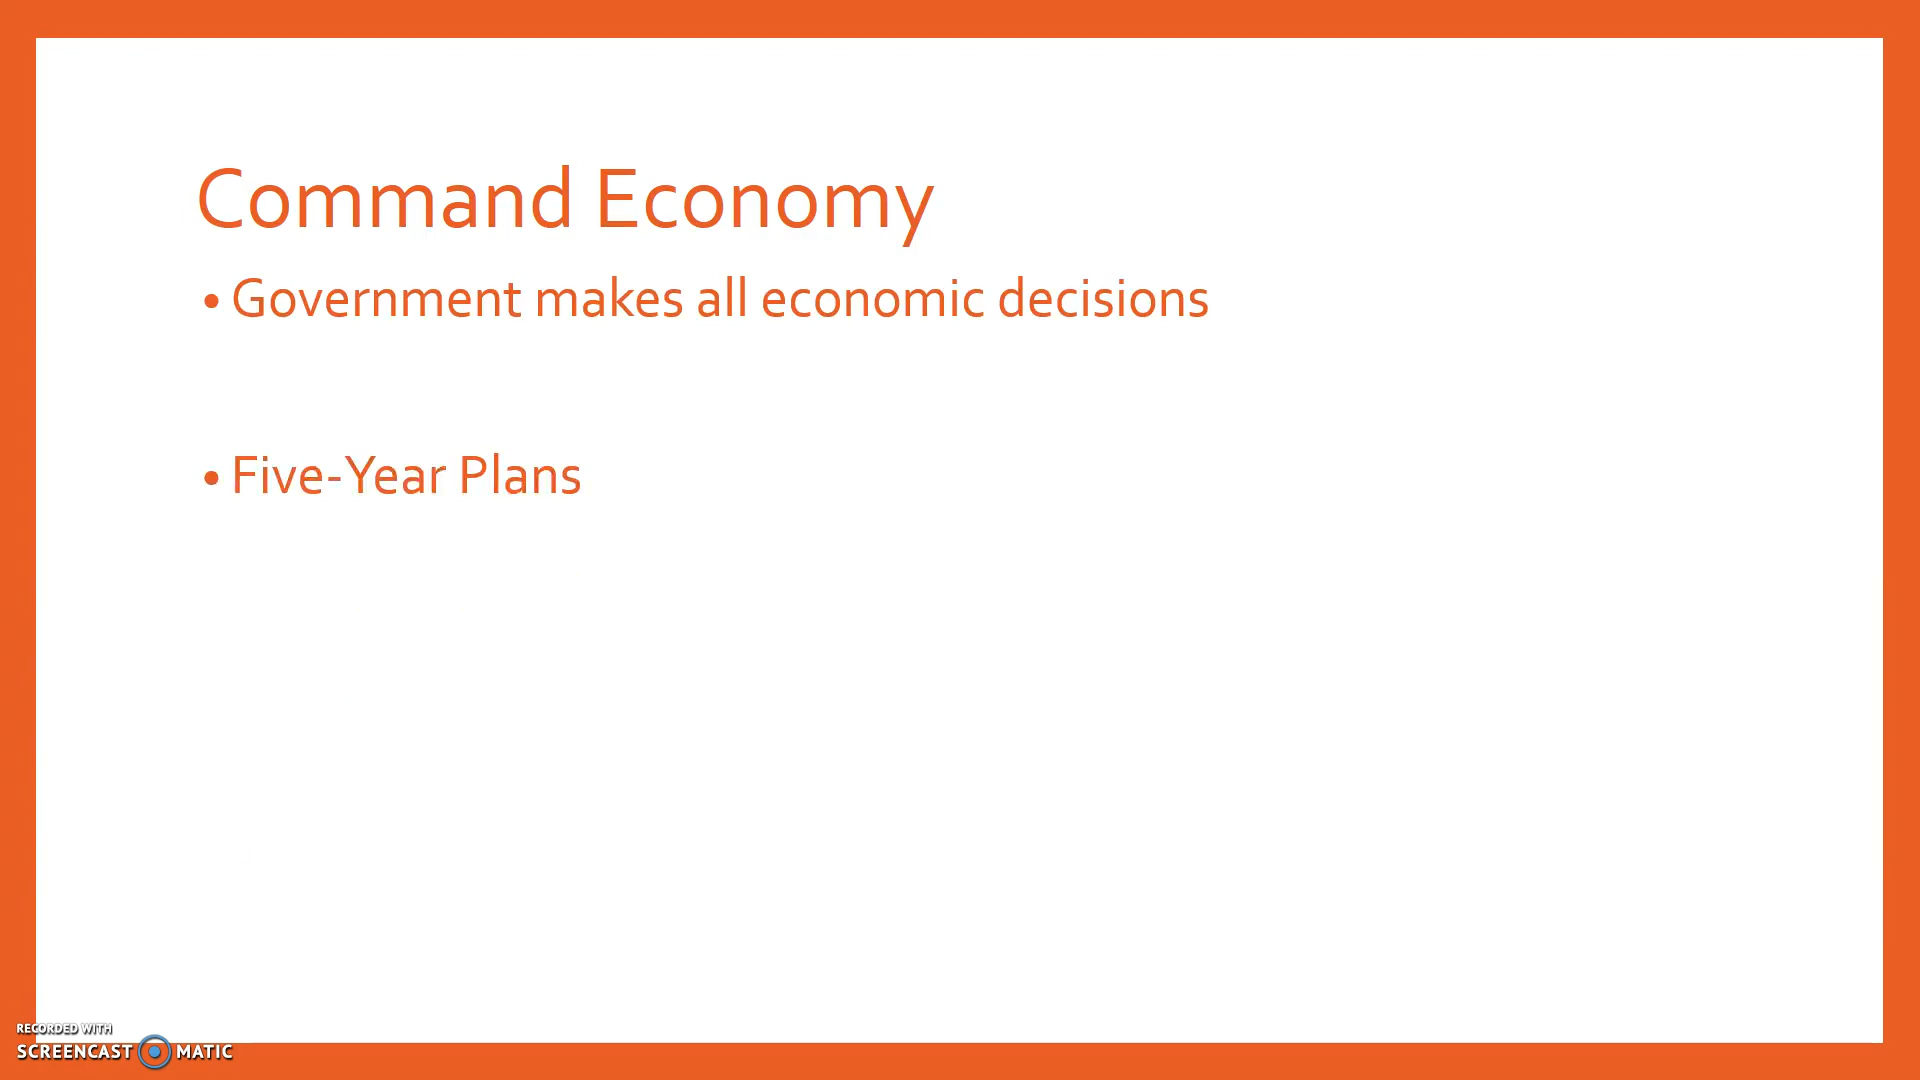 Command Economy
• Government makes all economic decisions
• Five-Year Plans
RECORDED WITH
SCREENCAST MATIC